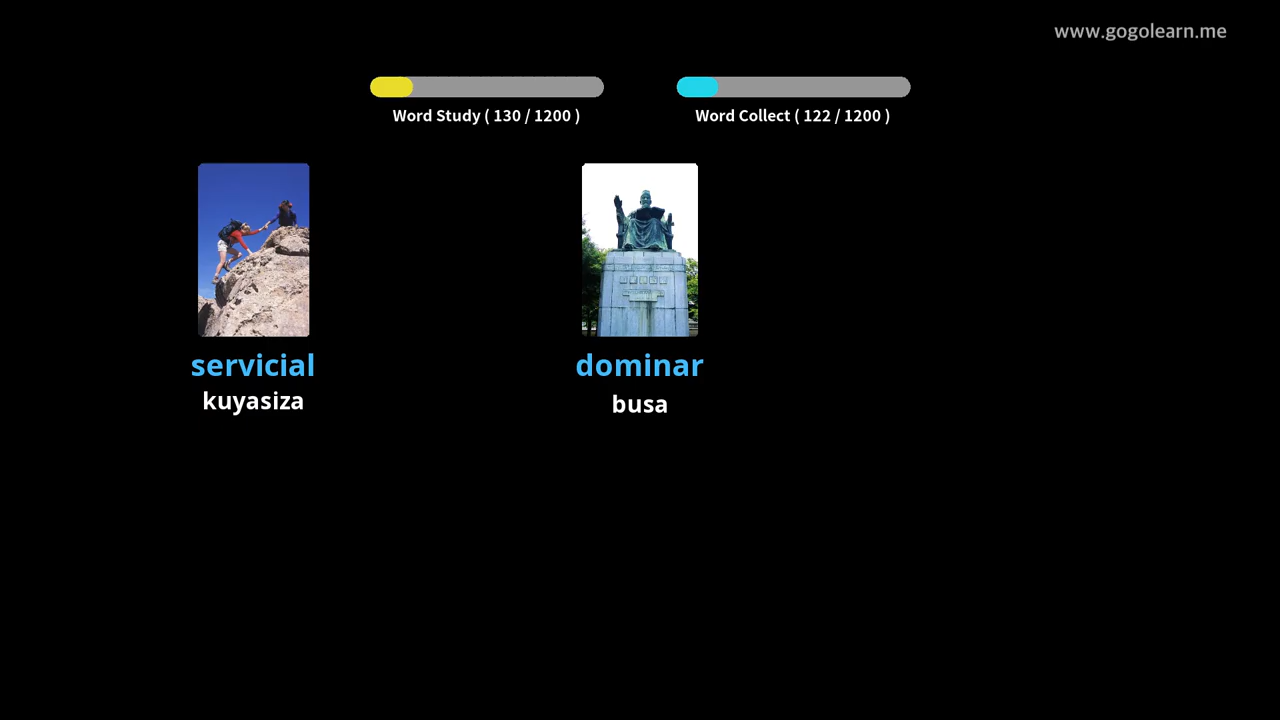 www.gogolearn.me
Word Study ( 130 / 1200 )
Word Collect ( 122 / 1200 )
servicial
kuyasiza
dominar
busa